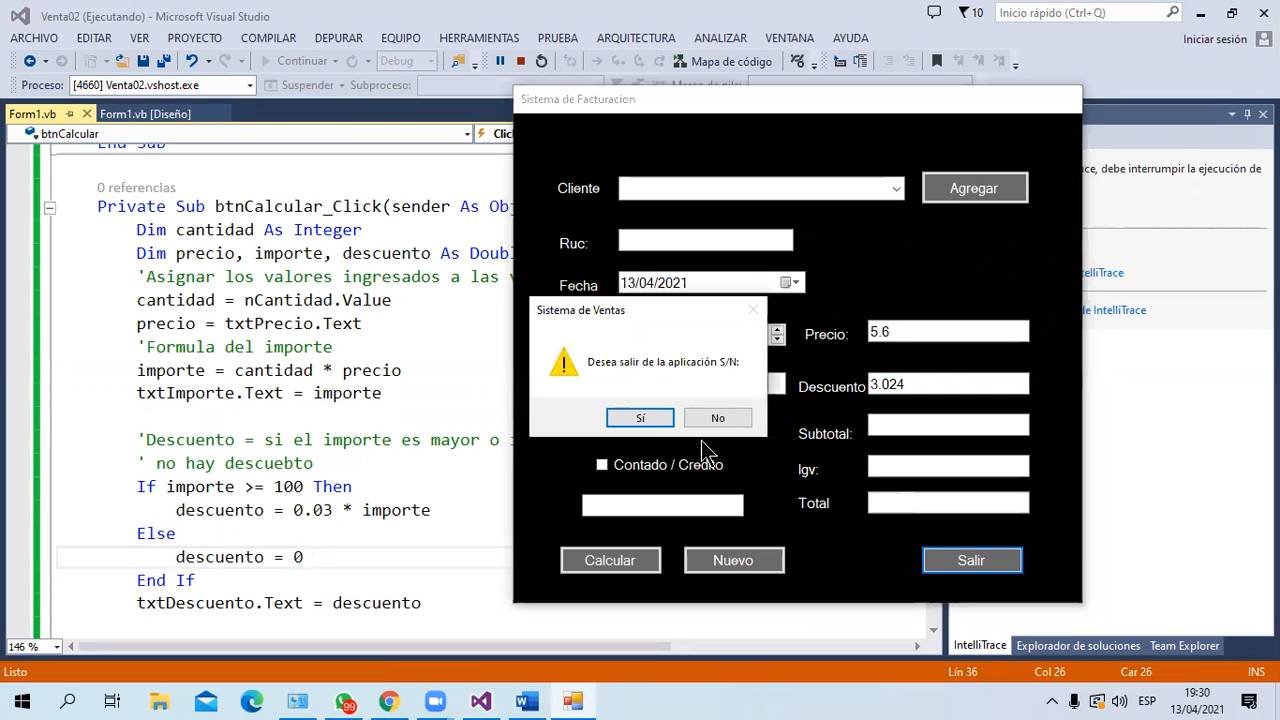 Venta02 (Ejecutando) - Microsoft Visual Studio
10
Inicio rápido (Ctrl+Q)
ARCHIVO EDITAR VER PROYECTO COMPILAR DEPURAR EQUIPO HERRAMIENTAS PRUEBA ARQUITECTURA ANALIZAR VENTANA AYUDA
Iniciar sesión
Continuar Debug Mapa de código
Proceso: [4660] Venta02.vshost.exe Suspender Subproceso:
Form1.vb Form1.vb [Diseño]
btnCalcular
End Sub
0 referencias
Private Sub btnCalcular_Click(sender As Ob
Dim cantidad As Integer
Dim precio, importe, descuento As Doubl
'Asignar los valores ingresados a las v
cantidad = nCantidad.Value
precio = txtPrecio.Text
'Formula del importe
importe = cantidad * precio
txtImporte.Text = importe
'Descuento = si el importe es mayor o i
' no hay descuebto
If importe >= 100 Then
descuento = 0.03 * importe
Else
descuento = 0
End If
txtDescuento.Text = descuento
146 %
Sistema de Facturacion
Cliente
Agregar
Ruc:
Fecha 13/04/2021
Sistema de Ventas
Desea salir de la aplicación S/N:
Sí No
Precio: 5.6
Descuento 3.024
Subtotal:
Contado / Credito
Igv:
Total
Calcular Nuevo Salir
Trace, debe interrumpir la ejecución de
elliTrace
de IntelliTrace
IntelliTrace Explorador de soluciones Team Explorer
Listo
Lín 36 Col 26 Car 26 INS
99
ESP
19:30
13/04/2021